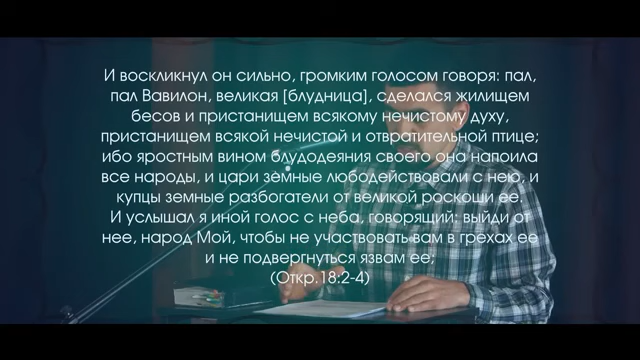 И воскликнул он сильно, громким голосом говоря: пал,
пал Вавилон, великая [блудница], сделался жилищем
бесов и пристанищем всякому нечистому духу,
пристанищем всякой нечистой и отвратительной птице;
ибо яростным вином блудодеяния своего она напоила
все народы, и цари земные любодействовали с нею, и
купцы земные разбогатели от великой роскоши ее.
И услышал я иной голос с неба, говорящий: выйди от
нее, народ Мой, чтобы не участвовать вам в грехах ее
и не подвергнуться язвам ее;
(Откр.18:2-4)